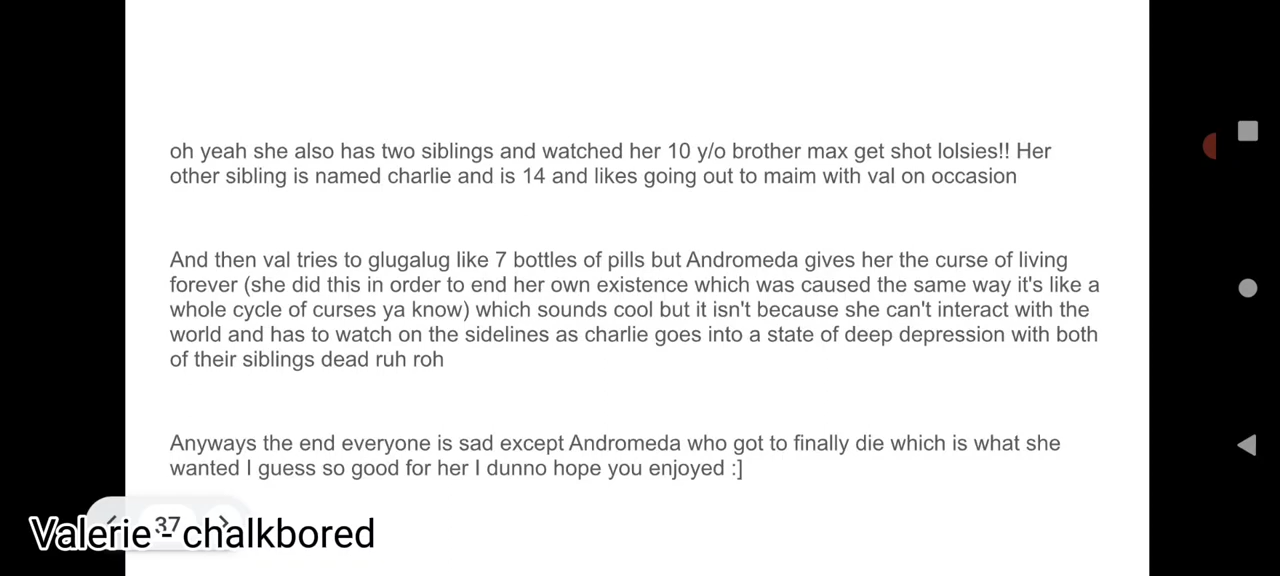 oh yeah she also has two siblings and watched her 10 y/o brother max get shot lolsies!! Her
other sibling is named charlie and is 14 and likes going out to maim with val on occasion
And then val tries to glugalug like 7 bottles of pills but Andromeda gives her the curse of living
forever (she did this in order to end her own existence which was caused the same way it's like a
whole cycle of curses ya know) which sounds cool but it isn't because she can't interact with the
world and has to watch on the sidelines as charlie goes into a state of deep depression with both
of their siblings dead ruh roh
Anyways the end everyone is sad except Andromeda who got to finally die which is what she
wanted I guess so good for her I dunno hope you enjoyed :]
37
Valerie - chalkbored